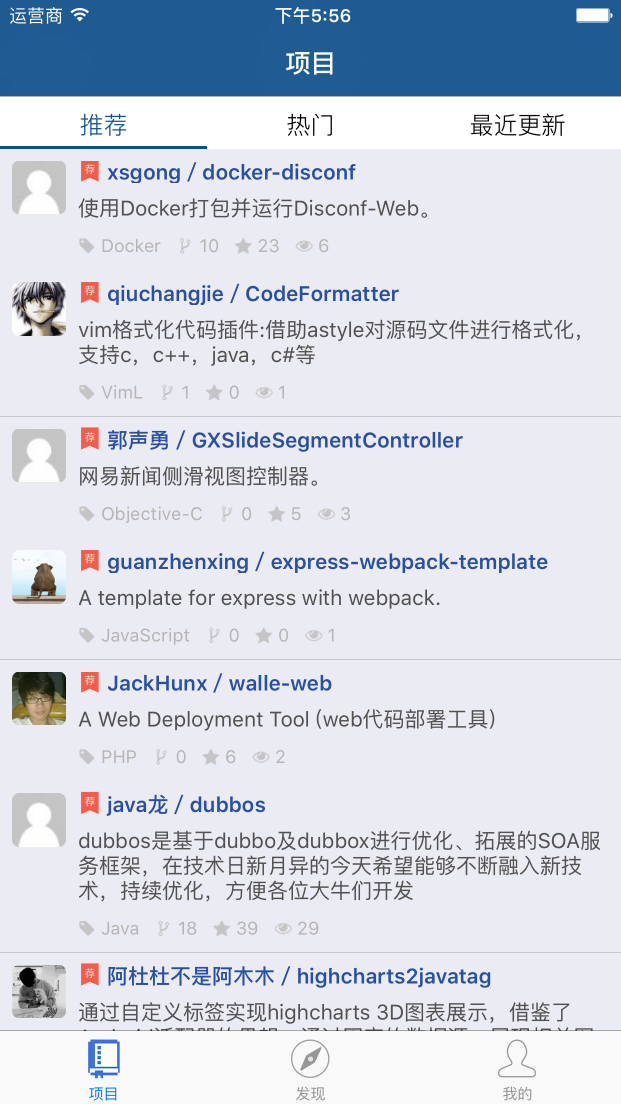 运营商 下午5:56
项目
推荐 热门 最近更新
荐 xsgong / docker-disconf
使用Docker打包并运行Disconf-Web。
Docker 10 23 6
荐 qiuchangjie / CodeFormatter
vim格式化代码插件:借助astyle对源码文件进行格式化，
支持c，c++，java，c#等
VimL 1 0 1
荐 郭声勇 / GXSlideSegmentController
网易新闻侧滑视图控制器。
Objective-C 0 5 3
荐 guanzhenxing / express-webpack-template
A template for express with webpack.
JavaScript 0 0 1
荐 JackHunx / walle-web
A Web Deployment Tool (web代码部署工具)
PHP 0 6 2
荐 java龙 / dubbos
dubbos是基于dubbo及dubbox进行优化、拓展的SOA服
务框架，在技术日新月异的今天希望能够不断融入新技
术，持续优化，方便各位大牛们开发
Java 18 39 29
荐 阿杜杜不是阿木木 / highcharts2javatag
通过自定义标签实现highcharts 3D图表展示，借鉴了
项目 发现 我的